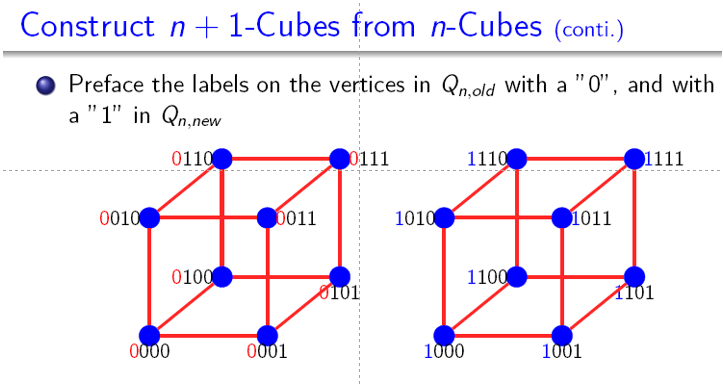 Construct n + 1-Cubes from n-Cubes (conti.)
Preface the labels on the vertices in Q_{n,old} with a "0", and with
a "1" in Q_{n,new}
0110 0111 1110 1111
0010 0011 1010 1011
0100 0101 1100 1101
0000 0001 1000 1001